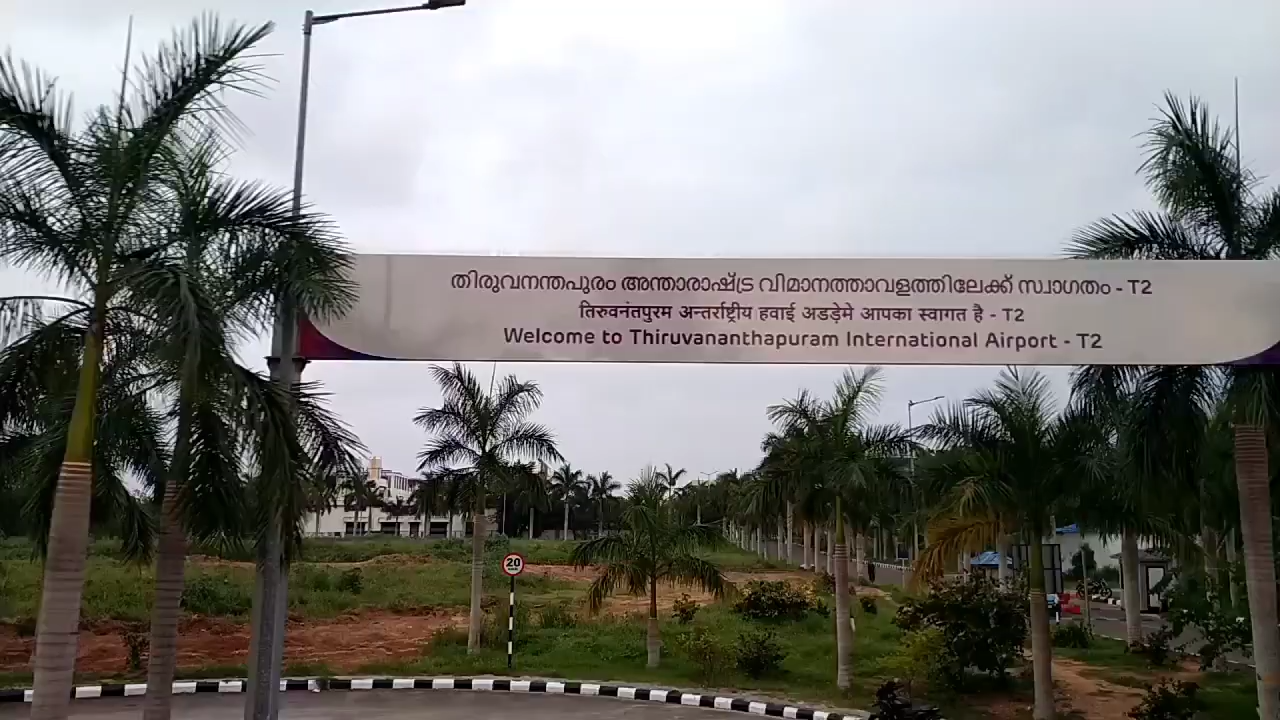 തിരുവനന്തപുരം അന്താരാഷ്ട്ര വിമാനത്താവളത്തിലേക്ക് സ്വാഗതം - T2
तिरुवनंतपुरम अन्तर्राष्ट्रीय हवाई अडड़ेमे आपका स्वागत है - T2
Welcome to Thiruvananthapuram International Airport - T2
20